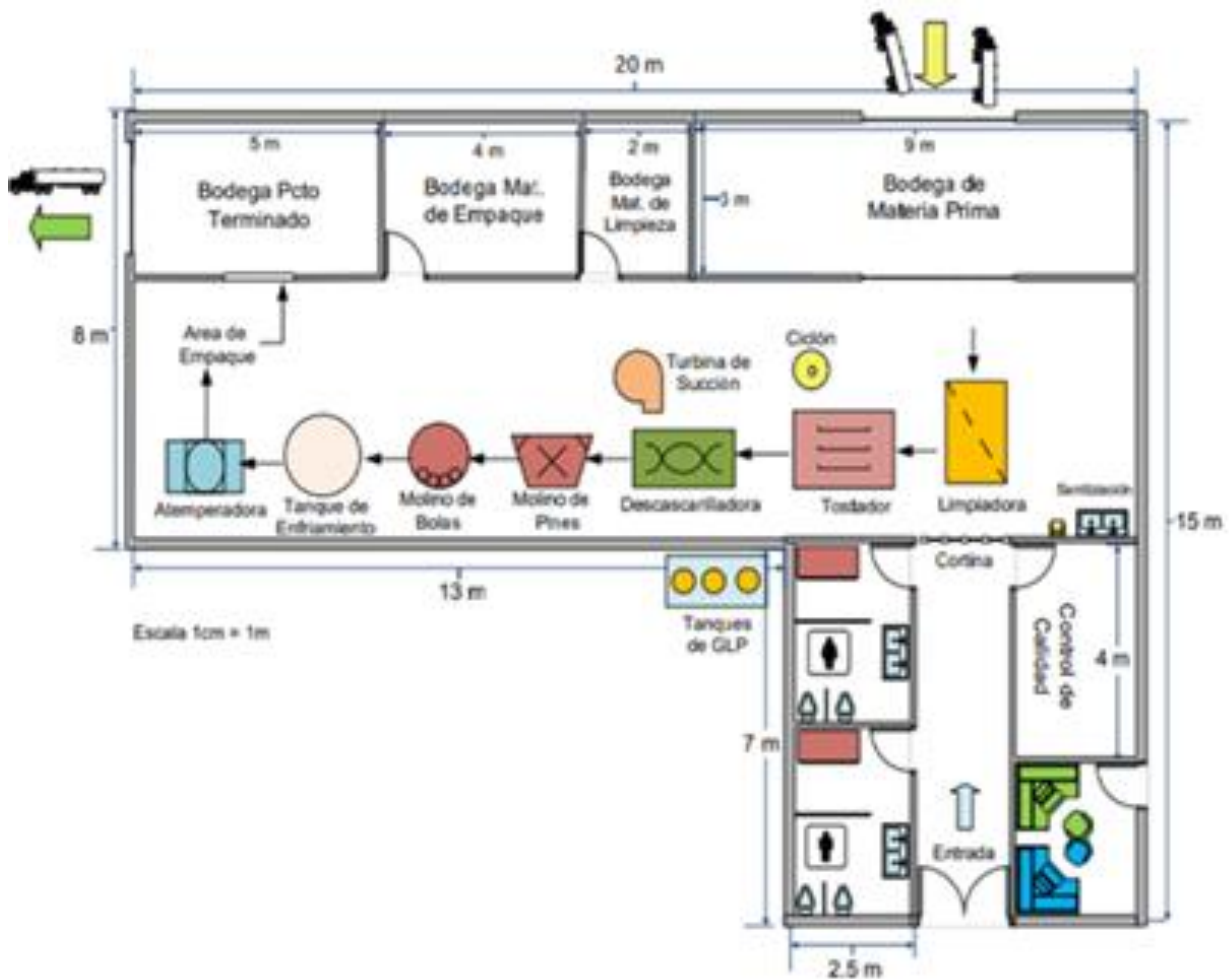 20 m
5 m
4 m
2 m
9 m
Bodega Pcto
Terminado
Bodega Mat.
de Empaque
Bodega
Mat. de
Limpieza
Bodega de
Materia Prima
3 m
8 m
Area de
Empaque
Turbina de
Succión
Ciclón
Atemperadora
Tanque de
Enfriamiento
Molino de
Bolas
Molino de
Pines
Descascarilladora
Tostador
Limpiadora
Sanitización
15 m
13 m
Cortina
Escala 1cm = 1m
Tanques
de GLP
Control de
Calidad
4 m
7 m
Entrada
2.5 m